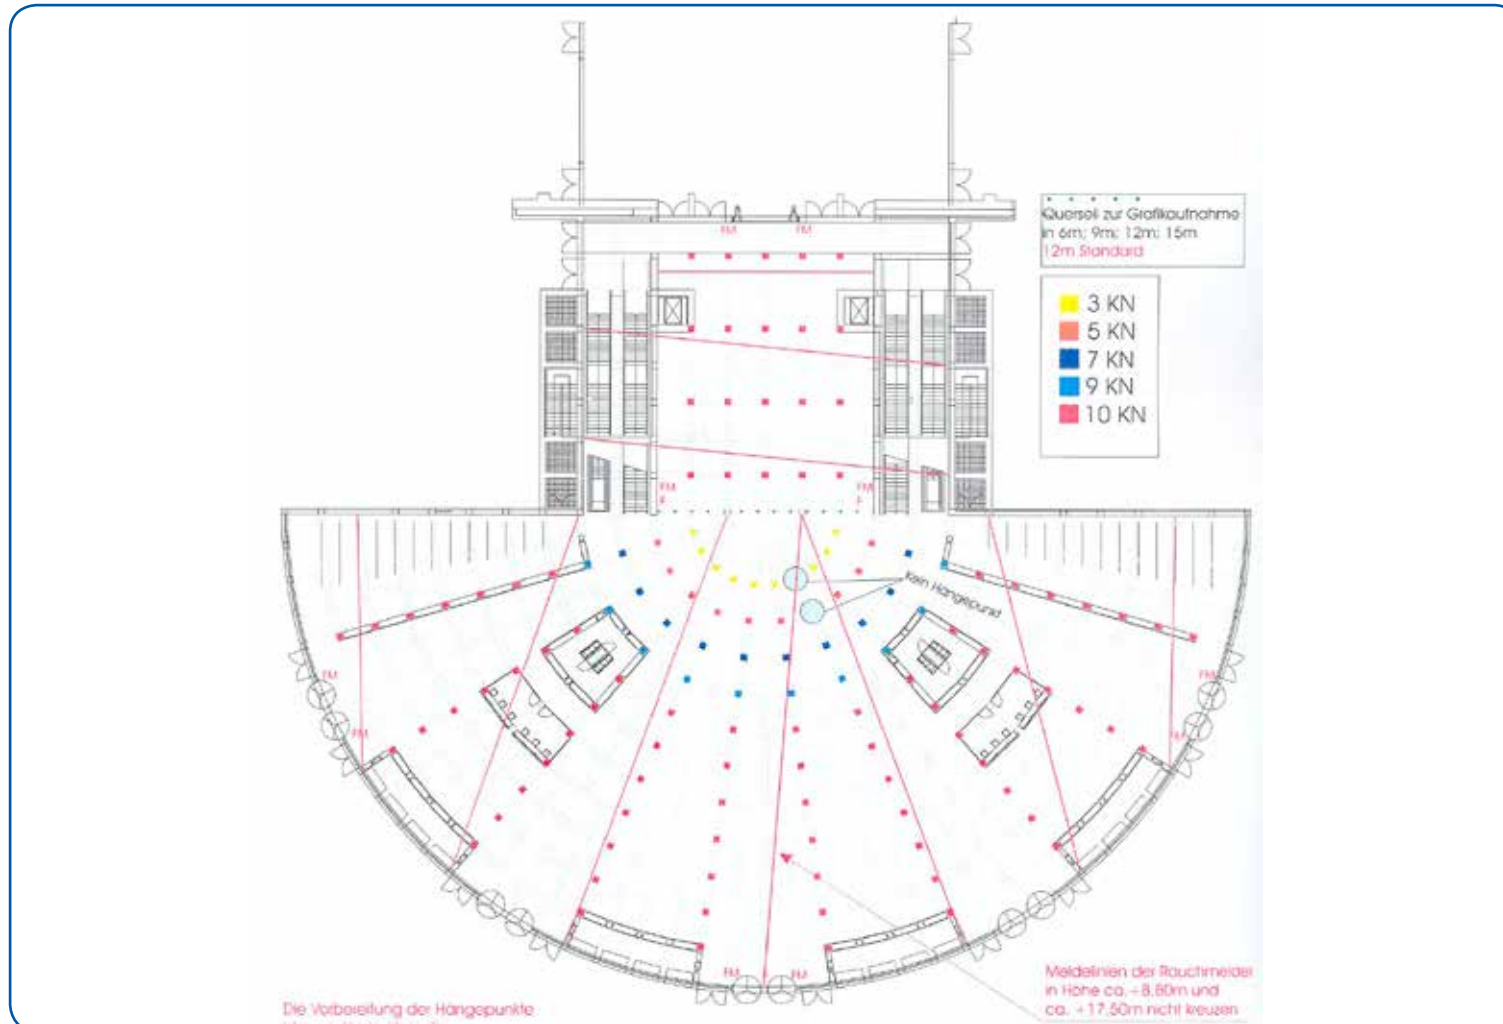 FM FM
Querseil zur Grafikaufnahme
in 6m; 9m; 12m; 15m
12m Standard
3 KN
5 KN
7 KN
9 KN
10 KN
FM
F
FM
F
Kein Hängepunkt
FM
FM
FM
FM
FM
FM
Meldelinien der Rauchmelder
in Höhe ca. +8,80m und
ca. +17,50m nicht kreuzen
Die Vorbereitung der Hängepunkte